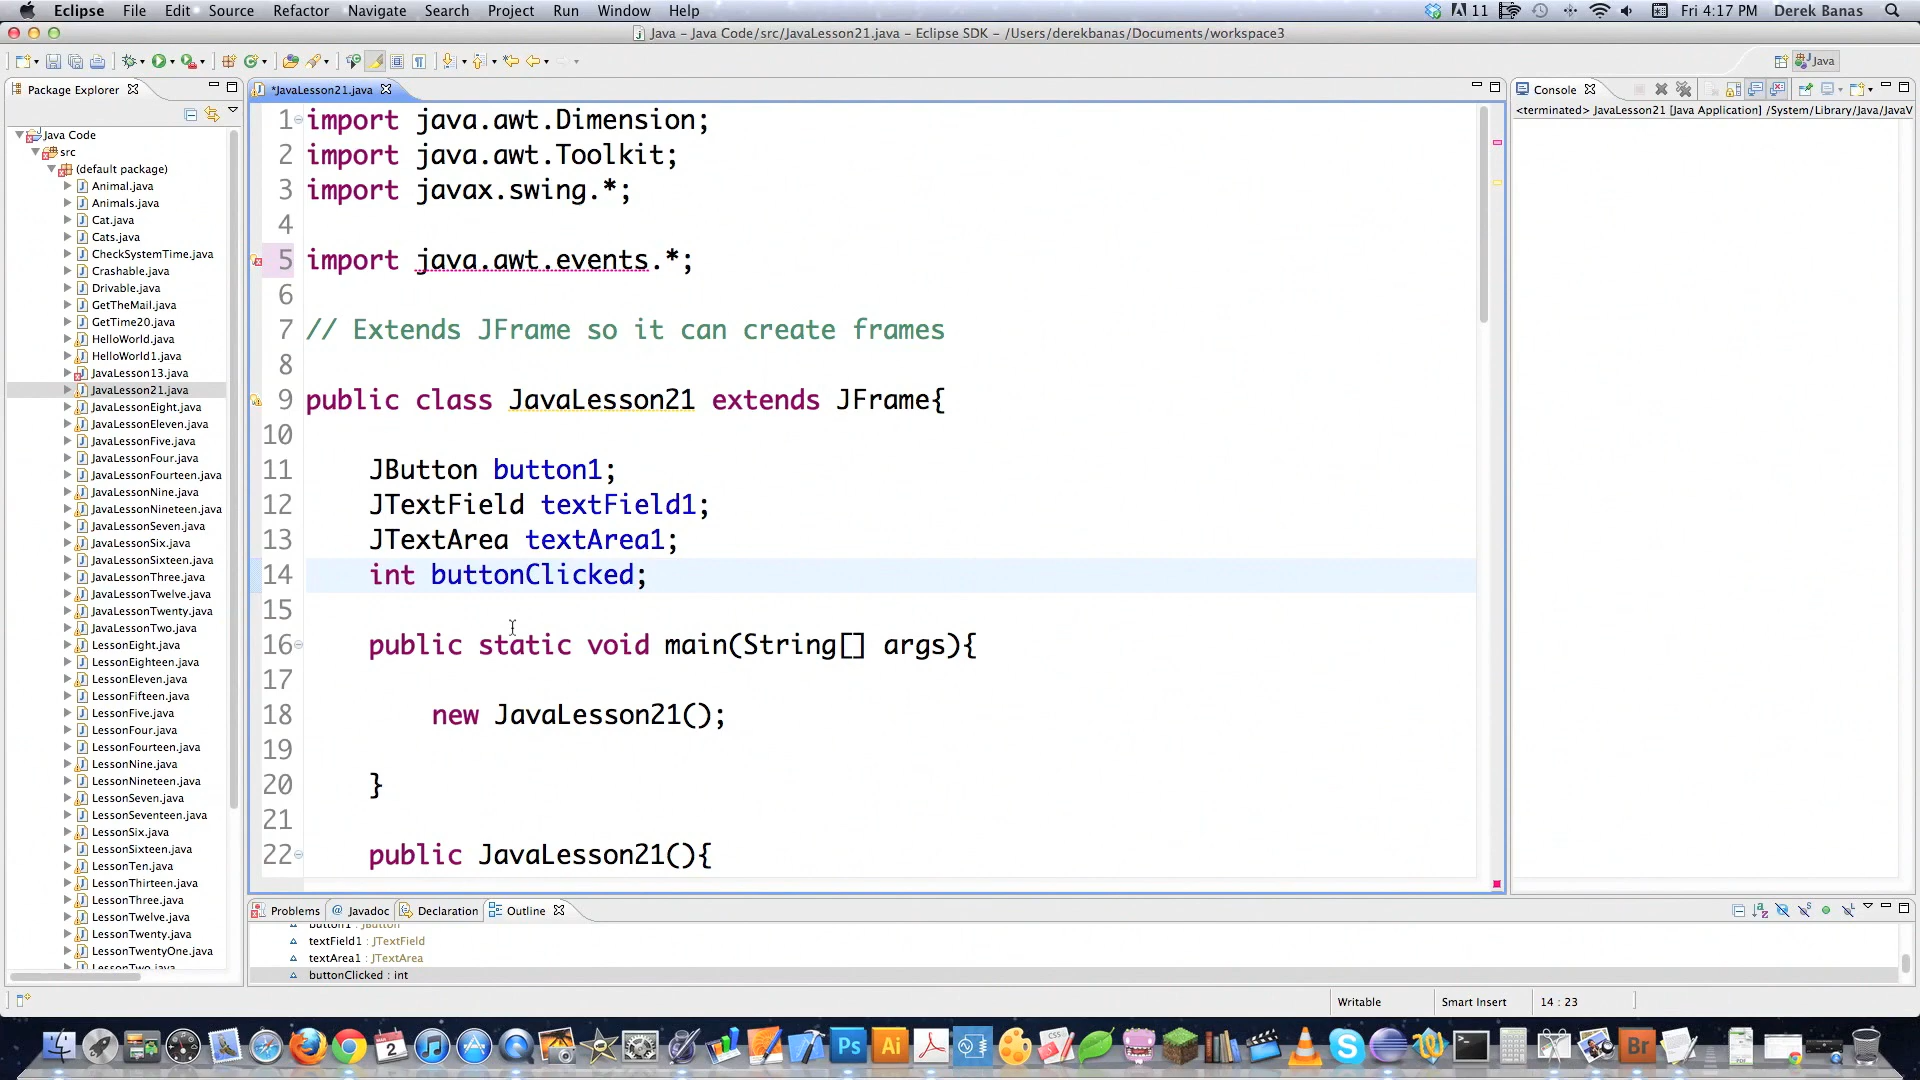 Eclipse File Edit Source Refactor Navigate Search Project Run Window Help
11 Fri 4:17 PM Derek Banas
Java – Java Code/src/JavaLesson21.java – Eclipse SDK – /Users/derekbanas/Documents/workspace3
Java
Package Explorer
Java Code
src
(default package)
Animal.java
Animals.java
Cat.java
Cats.java
CheckSystemTime.java
Crashable.java
Drivable.java
GetTheMail.java
GetTime20.java
HelloWorld.java
HelloWorld1.java
JavaLesson13.java
JavaLesson21.java
JavaLessonEight.java
JavaLessonEleven.java
JavaLessonFive.java
JavaLessonFour.java
JavaLessonFourteen.java
JavaLessonNine.java
JavaLessonNineteen.java
JavaLessonSeven.java
JavaLessonSix.java
JavaLessonSixteen.java
JavaLessonThree.java
JavaLessonTwelve.java
JavaLessonTwenty.java
JavaLessonTwo.java
LessonEight.java
LessonEighteen.java
LessonEleven.java
LessonFifteen.java
LessonFive.java
LessonFour.java
LessonFourteen.java
LessonNine.java
LessonNineteen.java
LessonSeven.java
LessonSeventeen.java
LessonSix.java
LessonSixteen.java
LessonTen.java
LessonThirteen.java
LessonThree.java
LessonTwelve.java
LessonTwenty.java
LessonTwentyOne.java
LessonTwo.java
*JavaLesson21.java
1 import java.awt.Dimension;
2 import java.awt.Toolkit;
3 import javax.swing.*;
4
5 import java.awt.events.*;
6
7 // Extends JFrame so it can create frames
8
9 public class JavaLesson21 extends JFrame{
10
11 JButton button1;
12 JTextField textField1;
13 JTextArea textArea1;
14 int buttonClicked;
15
16 public static void main(String[] args){
17
18 new JavaLesson21();
19
20 }
21
22 public JavaLesson21(){
Console
<terminated> JavaLesson21 [Java Application] /System/Library/Java/JavaV
Problems @ Javadoc Declaration Outline
button1 : JButton
textField1 : JTextField
textArea1 : JTextArea
buttonClicked : int
Writable Smart Insert 14 : 23
2 Ps Ai Br